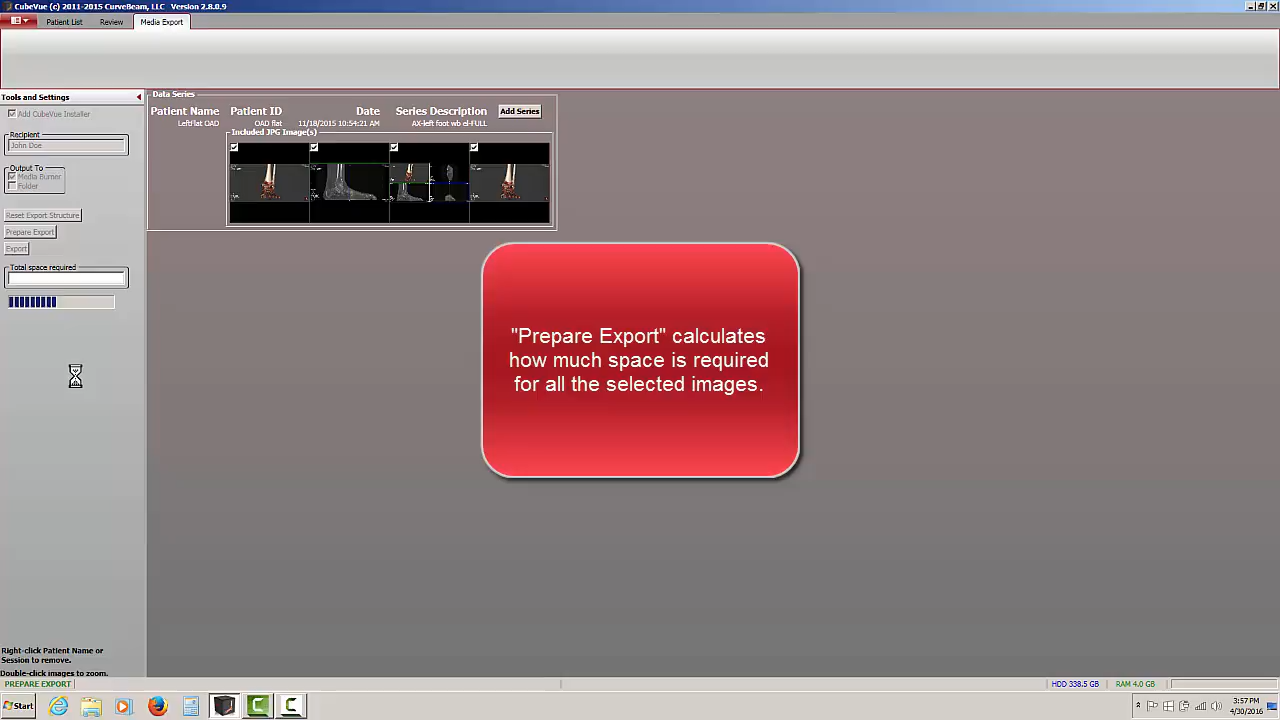 CubeVue (c) 2011-2015 CurveBeam, LLC Version 2.8.0.9
Patient List Review Media Export
Tools and Settings
Add CubeVue Installer
Recipient
John Doe
Output To
Media Burner
Folder
Reset Export Structure
Prepare Export
Export
Total space required
Data Series
Patient Name Patient ID Date Series Description Add Series
LeftFlat OAD OAD flat 11/18/2015 10:54:21 AM AX-left foot wb el-FULL
Included JPG Image(s)
"Prepare Export" calculates
how much space is required
for all the selected images.
Right-click Patient Name or
Session to remove.
Double-click images to zoom.
PREPARE EXPORT HDD 338.5 GB RAM 4.0 GB
Start
3:57 PM
4/30/2016